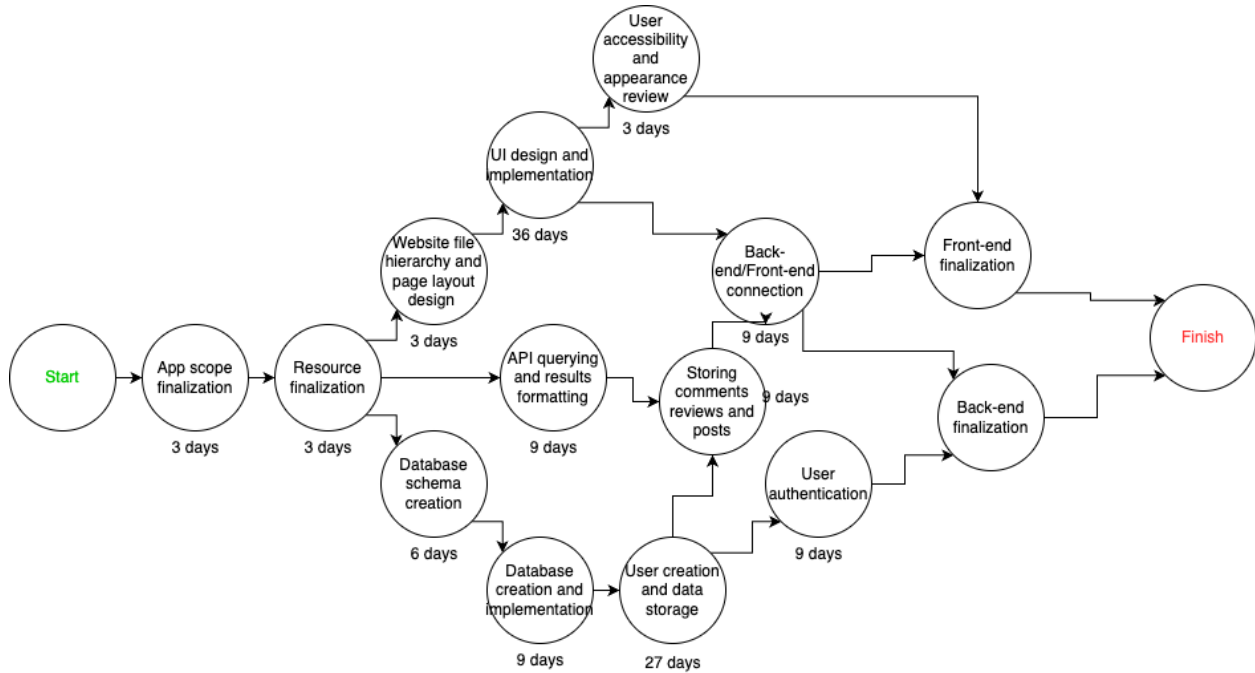 User
accessibility and
appearance
review
3 days
UI design and
implementation
36 days
Website file
hierarchy and
page layout
design
3 days
Back-
end/Front-end
connection
9 days
Front-end
finalization
Finish
Start
App scope
finalization
3 days
Resource
finalization
3 days
API querying
and results
formatting
9 days
Storing
comments
reviews and
posts
9 days
Back-end
finalization
Database
schema
creation
6 days
User
authentication
9 days
Database
creation and
implementation
9 days
User creation
and data
storage
27 days